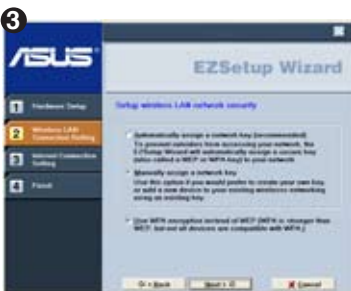 3
ASUS
EZSetup Wizard
1 Hardware Setup
Setup wireless LAN network security
2 Wireless LAN
Connection Setting
3 Internet Connection
Setting
4 Finish
Automatically assign a network key (recommended)
To prevent outsiders from accessing your network, the
EZSetup Wizard will automatically assign a secure key
(also called a WEP or WPA key) to your network.
Manually assign a network key
Use this option if you would prefer to create your own key,
or add a new device to your existing wireless networking
using an existing key.
Use WPA encryption instead of WEP (WPA is stronger than
WEP, but not all devices are compatible with WPA.)
< Back
Next >
Cancel